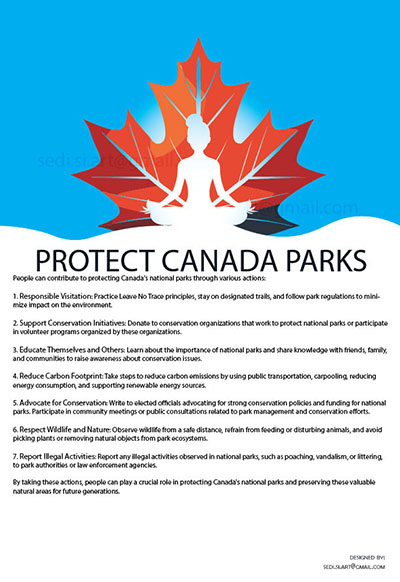 sedi.si.art@gmail
@gmail.com
PROTECT CANADA PARKS
People can contribute to protecting Canada's national parks through various actions:
1. Responsible Visitation: Practice Leave No Trace principles, stay on designated trails, and follow park regulations to mini-
mize impact on the environment.
2. Support Conservation Initiatives: Donate to conservation organizations that work to protect national parks or participate
in volunteer programs organized by these organizations.
3. Educate Themselves and Others: Learn about the importance of national parks and share knowledge with friends, family,
and communities to raise awareness about conservation issues.
4. Reduce Carbon Footprint: Take steps to reduce carbon emissions by using public transportation, carpooling, reducing
energy consumption, and supporting renewable energy sources.
5. Advocate for Conservation: Write to elected officials advocating for strong conservation policies and funding for national
parks. Participate in community meetings or public consultations related to park management and conservation efforts.
6. Respect Wildlife and Nature: Observe wildlife from a safe distance, refrain from feeding or disturbing animals, and avoid
picking plants or removing natural objects from park ecosystems.
7. Report Illegal Activities: Report any illegal activities observed in national parks, such as poaching, vandalism, or littering,
to park authorities or law enforcement agencies.
By taking these actions, people can play a crucial role in protecting Canada's national parks and preserving these valuable
natural areas for future generations.
DESIGNED BY:
SEDI.SI.ART@GMAIL.COM